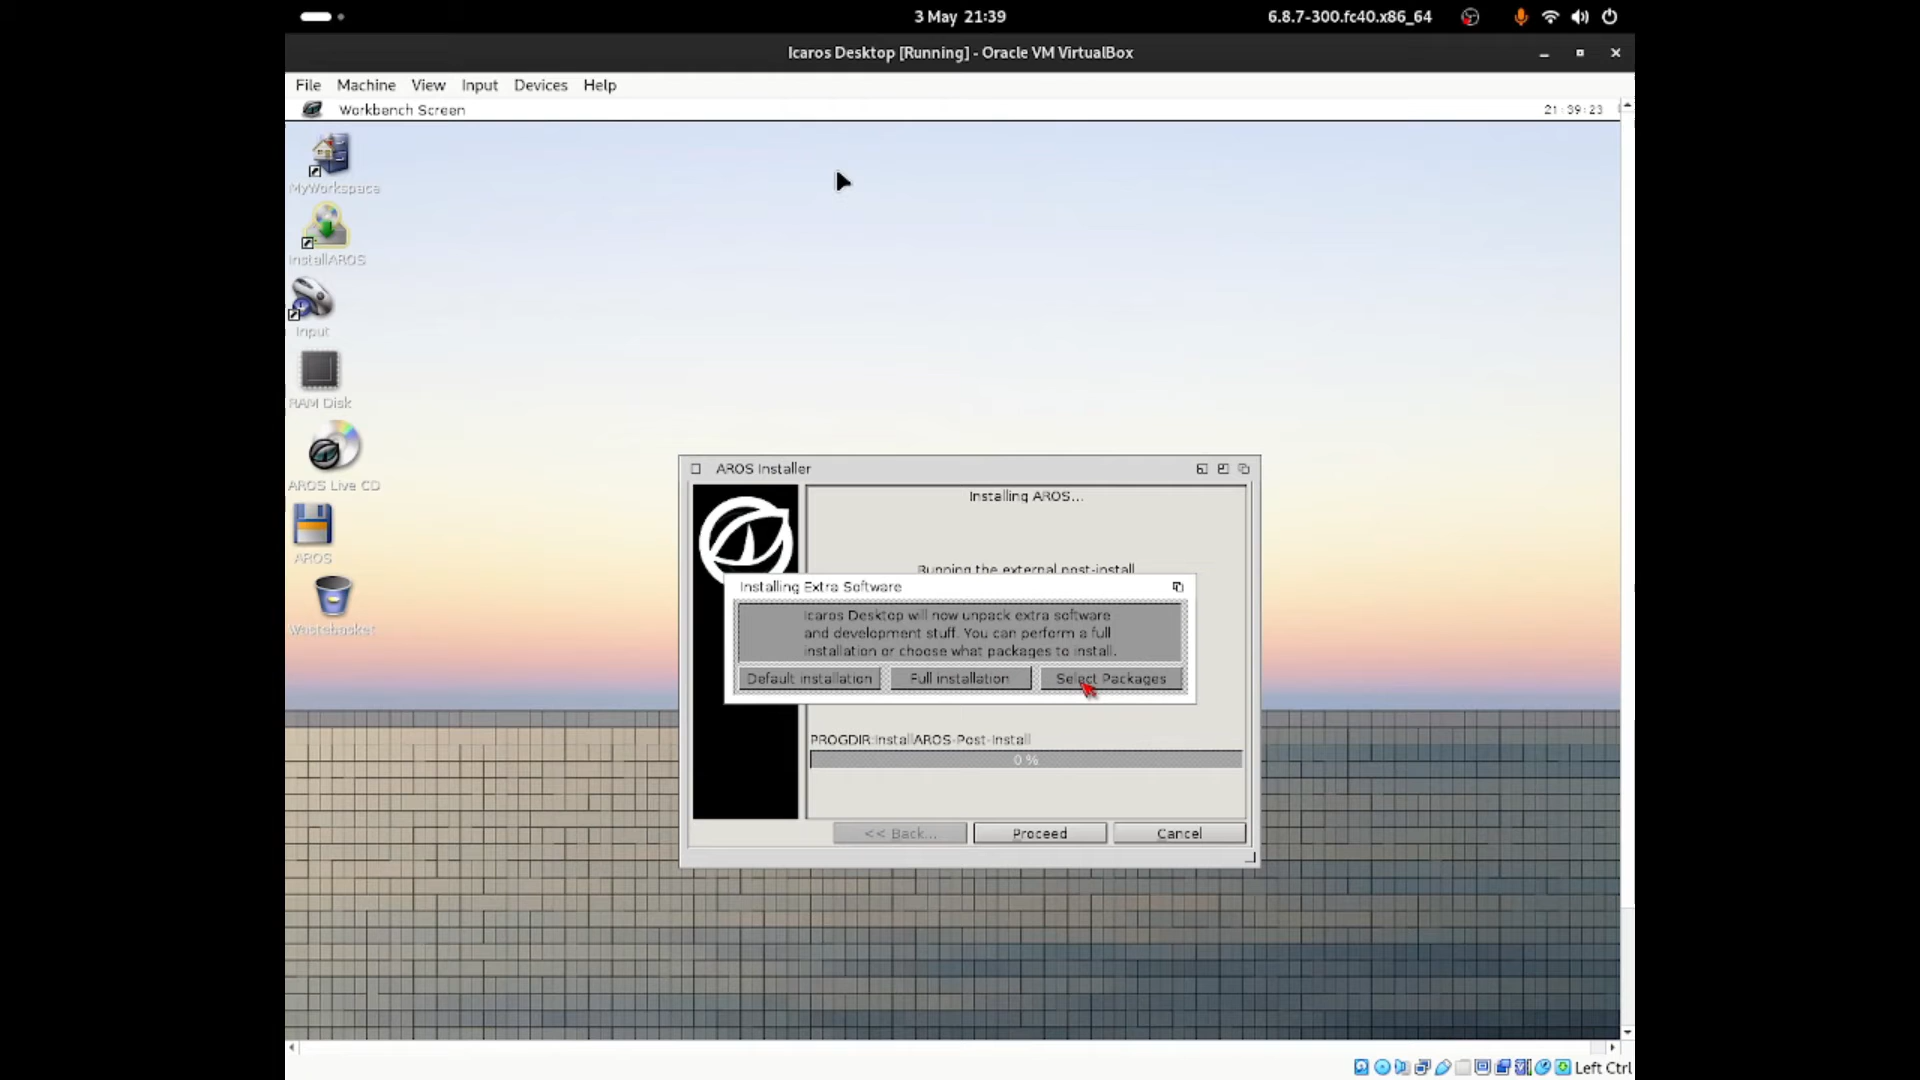 3 May 21:39
6.8.7-300.fc40.x86_64
Icaros Desktop [Running] - Oracle VM VirtualBox
File Machine View Input Devices Help
Workbench Screen
21:39:23
MyWorkspace
InstallAROS
Input
RAM Disk
AROS Live CD
AROS
Wastebasket
AROS Installer
Installing AROS...
Running the external post-install
Installing Extra Software
Icaros Desktop will now unpack extra software
and development stuff. You can perform a full
installation or choose what packages to install.
Default installation
Full installation
Select Packages
PROGDIR:InstallAROS-Post-Install
0 %
<< Back...
Proceed
Cancel
Left Ctrl